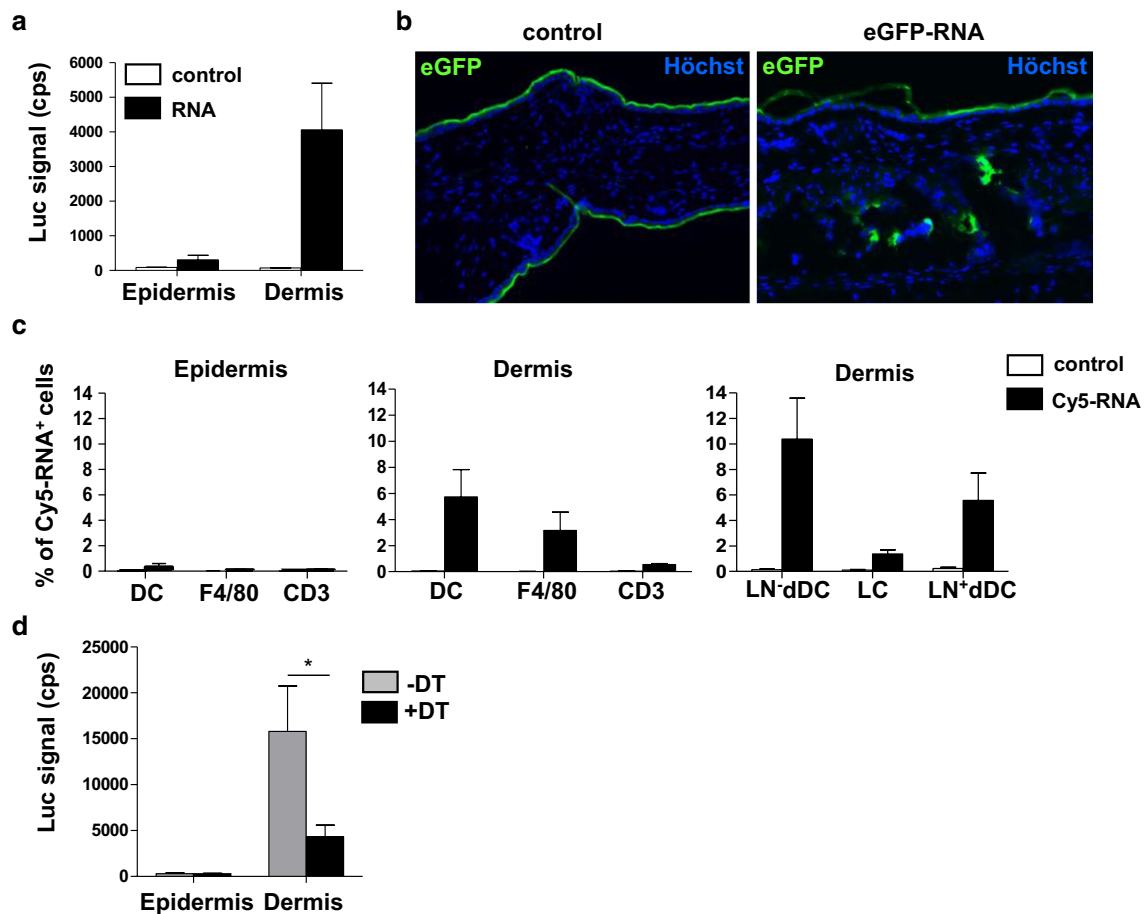 a
Luc signal (cps)
6000
5000
4000
3000
2000
1000
0
control
RNA
Epidermis Dermis
b
control eGFP-RNA
eGFP Höchst eGFP Höchst
c
% of Cy5-RNA+ cells
Epidermis
14
12
10
8
6
4
2
0
DC F4/80 CD3
Dermis
14
12
10
8
6
4
2
0
DC F4/80 CD3
Dermis
14
12
10
8
6
4
2
0
LN-dDC LC LN+dDC
control
Cy5-RNA
d
Luc signal (cps)
25000
20000
15000
10000
5000
0
*
-DT
+DT
Epidermis Dermis